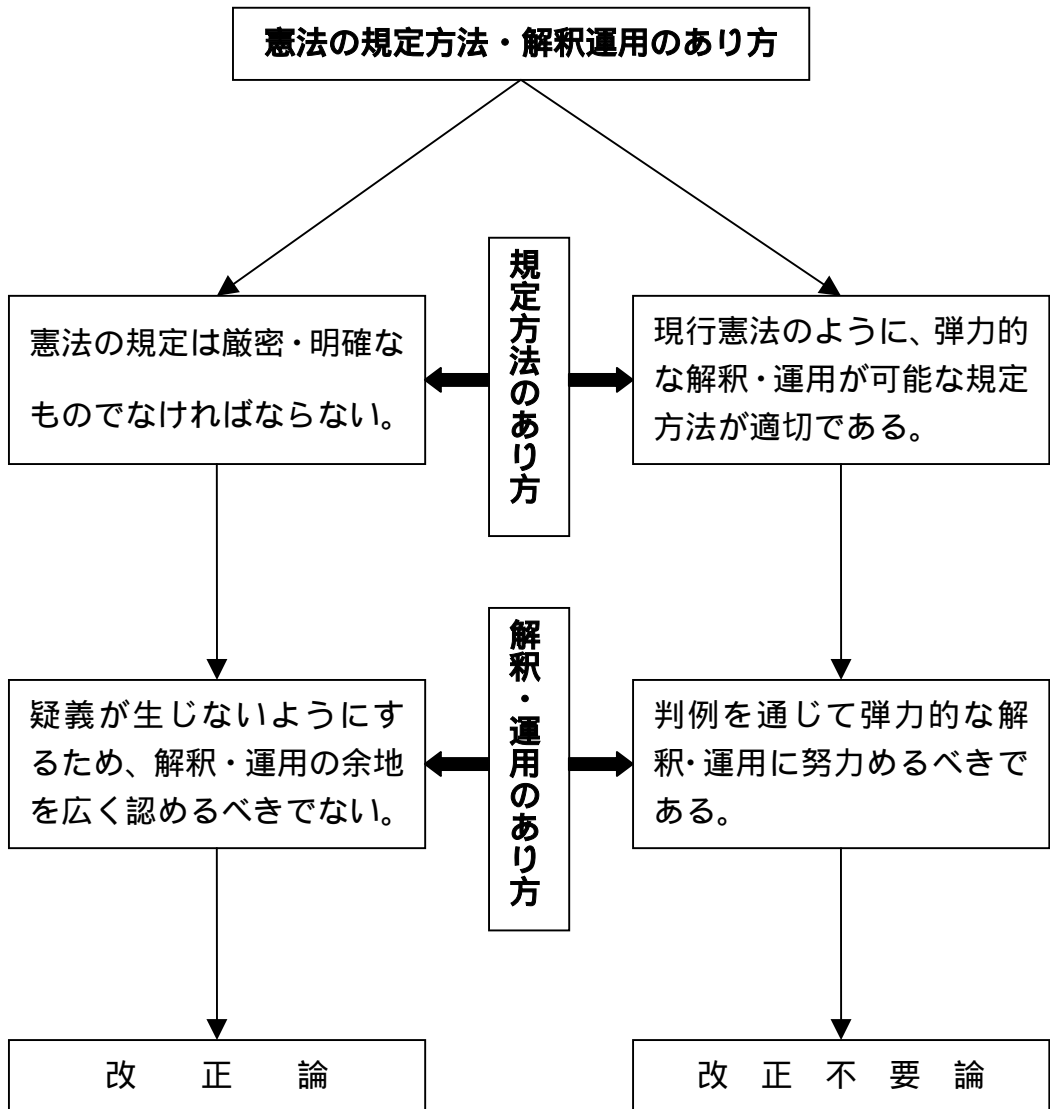 憲法の規定方法・解釈運用のあり方
規定方法のあり方
憲法の規定は厳密・明確な
ものでなければならない。
現行憲法のように、弾力的
な解釈・運用が可能な規定
方法が適切である。
解釈・運用のあり方
疑義が生じないようにす
るため、解釈・運用の余地
を広く認めるべきでない。
判例を通じて弾力的な解
釈・運用に努力めるべきで
ある。
改 正 論
改 正 不 要 論